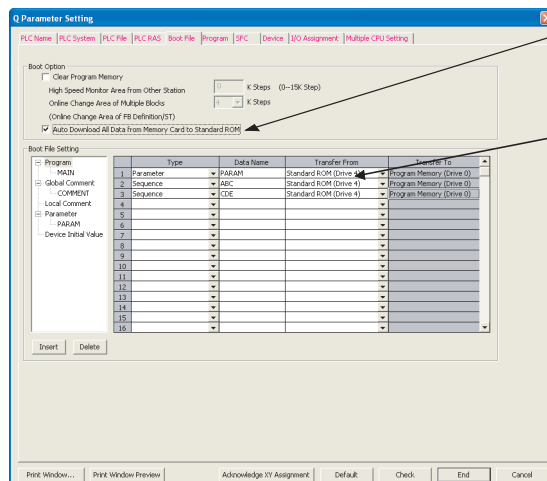 Q Parameter Setting
PLC Name PLC System PLC File PLC RAS Boot File Program SFC Device I/O Assignment Multiple CPU Setting
Boot Option
Clear Program Memory
High Speed Monitor Area from Other Station 0 K Steps (0--15K Step)
Online Change Area of Multiple Blocks 4 K Steps
(Online Change Area of FB Definition/ST)
Auto Download All Data from Memory Card to Standard ROM
Boot File Setting
Program
MAIN
Global Comment
COMMENT
Local Comment
Parameter
PARAM
Device Initial Value
Type Data Name Transfer From Transfer To
1 Parameter PARAM Standard ROM (Drive 4) Program Memory (Drive 0)
2 Sequence ABC Standard ROM (Drive 4) Program Memory (Drive 0)
3 Sequence CDE Standard ROM (Drive 4) Program Memory (Drive 0)
4
5
6
7
8
9
10
11
12
13
14
15
16
Insert Delete
Print Window... Print Window Preview Acknowledge XY Assignment Default Check End Cancel